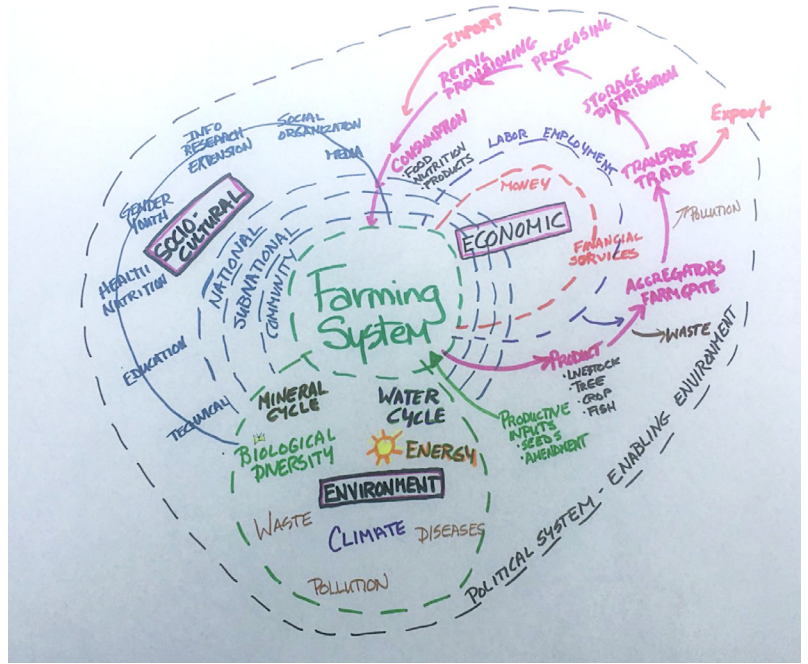 IMPORT
RETAIL
PROVISIONING
PROCESSING
STORAGE
DISTRIBUTION
Export
TRANSPORT
TRADE
POLLUTION
AGGREGATORS
FARMGATE
WASTE
PRODUCT
• LIVESTOCK
• TREE
• CROP
• FISH
CONSUMPTION
• FOOD
NUTRITION
• PRODUCTS
LABOR EMPLOYMENT
MONEY
ECONOMIC
FINANCIAL
SERVICES
SOCIAL
ORGANIZATION
MEDIA
INFO
RESEARCH
EXTENSION
GENDER
YOUTH
SOCIO-
CULTURAL
HEALTH
NUTRITION
EDUCATION
TECHNICAL
NATIONAL
SUBNATIONAL
COMMUNITY
Farming
System
MINERAL
CYCLE
WATER
CYCLE
BIOLOGICAL
DIVERSITY
ENERGY
PRODUCTIVE
INPUTS
• SEEDS
• AMENDMENT
ENVIRONMENT
WASTE
CLIMATE
DISEASES
POLLUTION
POLITICAL SYSTEM - ENABLING ENVIRONMENT